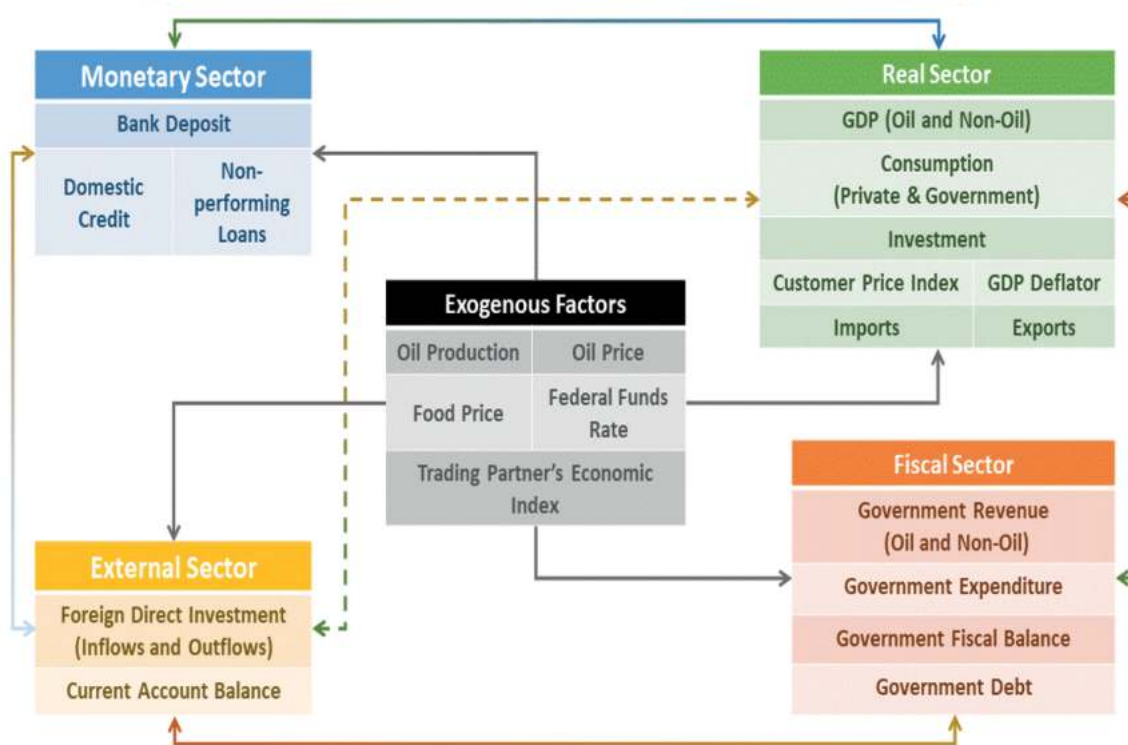 Monetary Sector
Bank Deposit
Domestic
Credit
Non-
performing
Loans
Real Sector
GDP (Oil and Non-Oil)
Consumption
(Private & Government)
Investment
Customer Price Index
GDP Deflator
Imports
Exports
Exogenous Factors
Oil Production
Oil Price
Food Price
Federal Funds
Rate
Trading Partner's Economic
Index
External Sector
Foreign Direct Investment
(Inflows and Outflows)
Current Account Balance
Fiscal Sector
Government Revenue
(Oil and Non-Oil)
Government Expenditure
Government Fiscal Balance
Government Debt